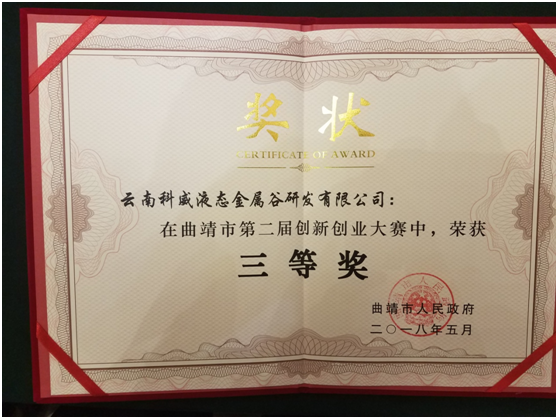 奖状
CERTIFICATE OF AWARD
云南科威液态金属谷研发有限公司：
在曲靖市第二届创新创业大赛中，荣获
三等奖
曲靖市人民政府
二〇一八年五月